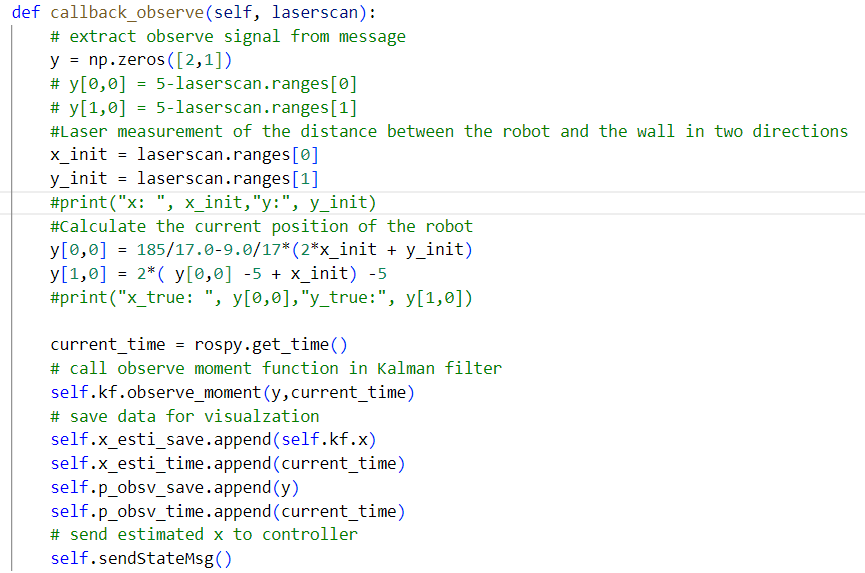 def callback_observe(self, laserscan):
    # extract observe signal from message
    y = np.zeros([2,1])
    # y[0,0] = 5-laserscan.ranges[0]
    # y[1,0] = 5-laserscan.ranges[1]
    #Laser measurement of the distance between the robot and the wall in two directions
    x_init = laserscan.ranges[0]
    y_init = laserscan.ranges[1]
    #print("x: ", x_init,"y:", y_init)
    #Calculate the current position of the robot
    y[0,0] = 185/17.0-9.0/17*(2*x_init + y_init)
    y[1,0] = 2*( y[0,0] -5 + x_init) -5
    #print("x_true: ", y[0,0],"y_true:", y[1,0])

    current_time = rospy.get_time()
    # call observe moment function in Kalman filter
    self.kf.observe_moment(y,current_time)
    # save data for visualzation
    self.x_esti_save.append(self.kf.x)
    self.x_esti_time.append(current_time)
    self.p_obsv_save.append(y)
    self.p_obsv_time.append(current_time)
    # send estimated x to controller
    self.sendStateMsg()